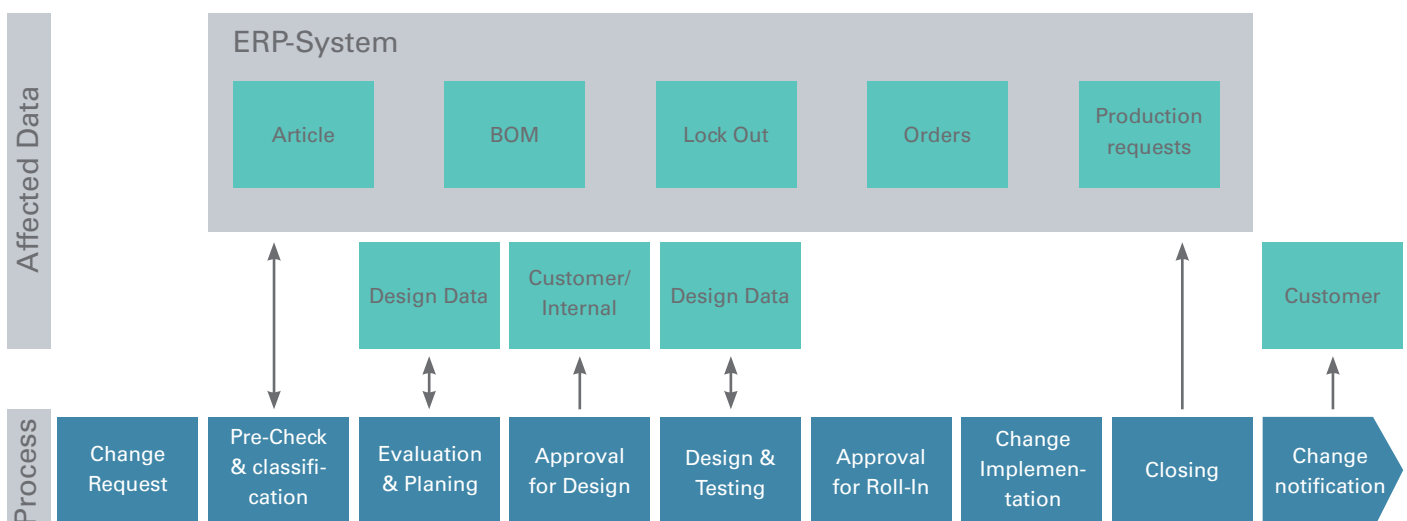 Affected Data
ERP-System
Article
BOM
Lock Out
Orders
Production
requests
Design Data
Customer/
Internal
Design Data
Customer
Process
Change
Request
Pre-Check
& classifi-
cation
Evaluation
& Planing
Approval
for Design
Design &
Testing
Approval
for Roll-In
Change
Implemen-
tation
Closing
Change
notification